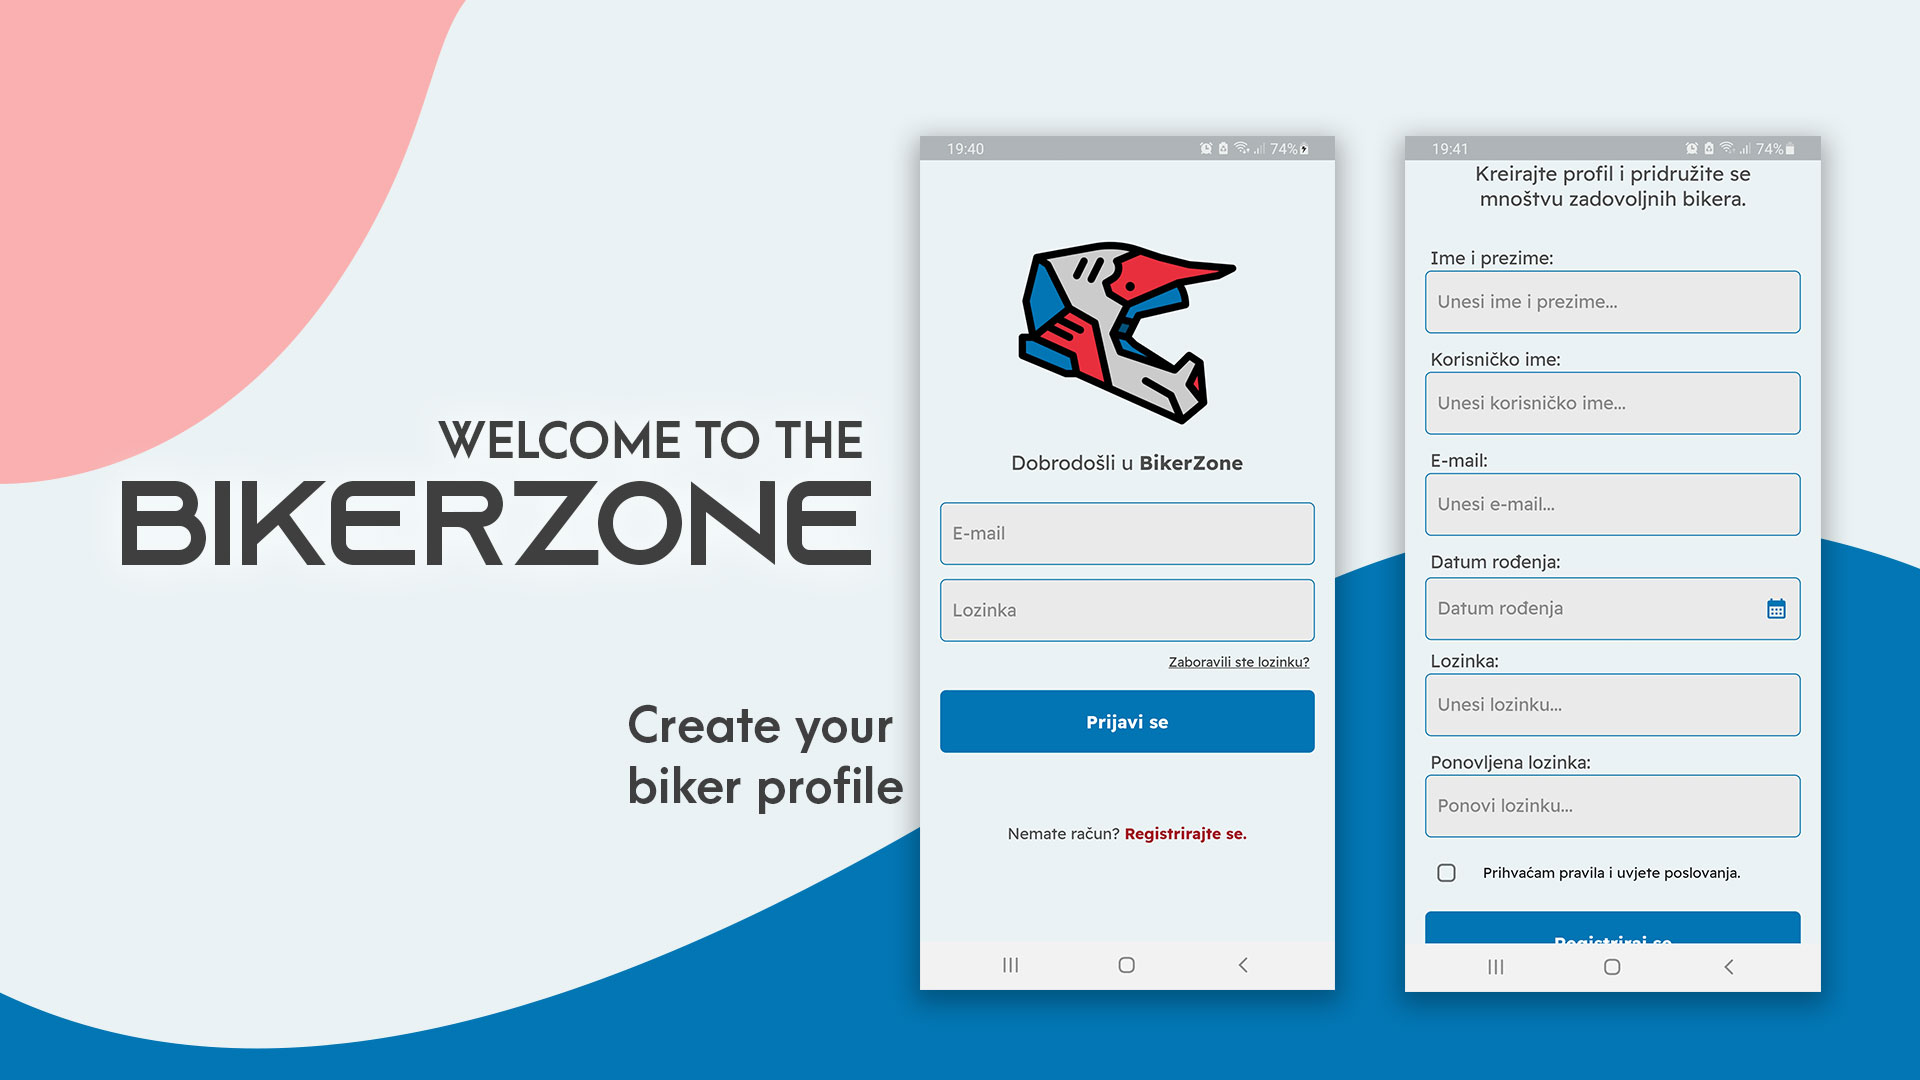 WELCOME TO THE
BIKERZONE
Create your
biker profile
19:40
74%
Dobrodošli u BikerZone
E-mail
Lozinka
Zaboravili ste lozinku?
Prijavi se
Nemate račun? Registrirajte se.
19:41
74%
Kreirajte profil i pridružite se
mnoštvu zadovoljnih bikera.
Ime i prezime:
Unesi ime i prezime...
Korisničko ime:
Unesi korisničko ime...
E-mail:
Unesi e-mail...
Datum rođenja:
Datum rođenja
Lozinka:
Unesi lozinku...
Ponovljena lozinka:
Ponovi lozinku...
Prihvaćam pravila i uvjete poslovanja.
Registriraj se